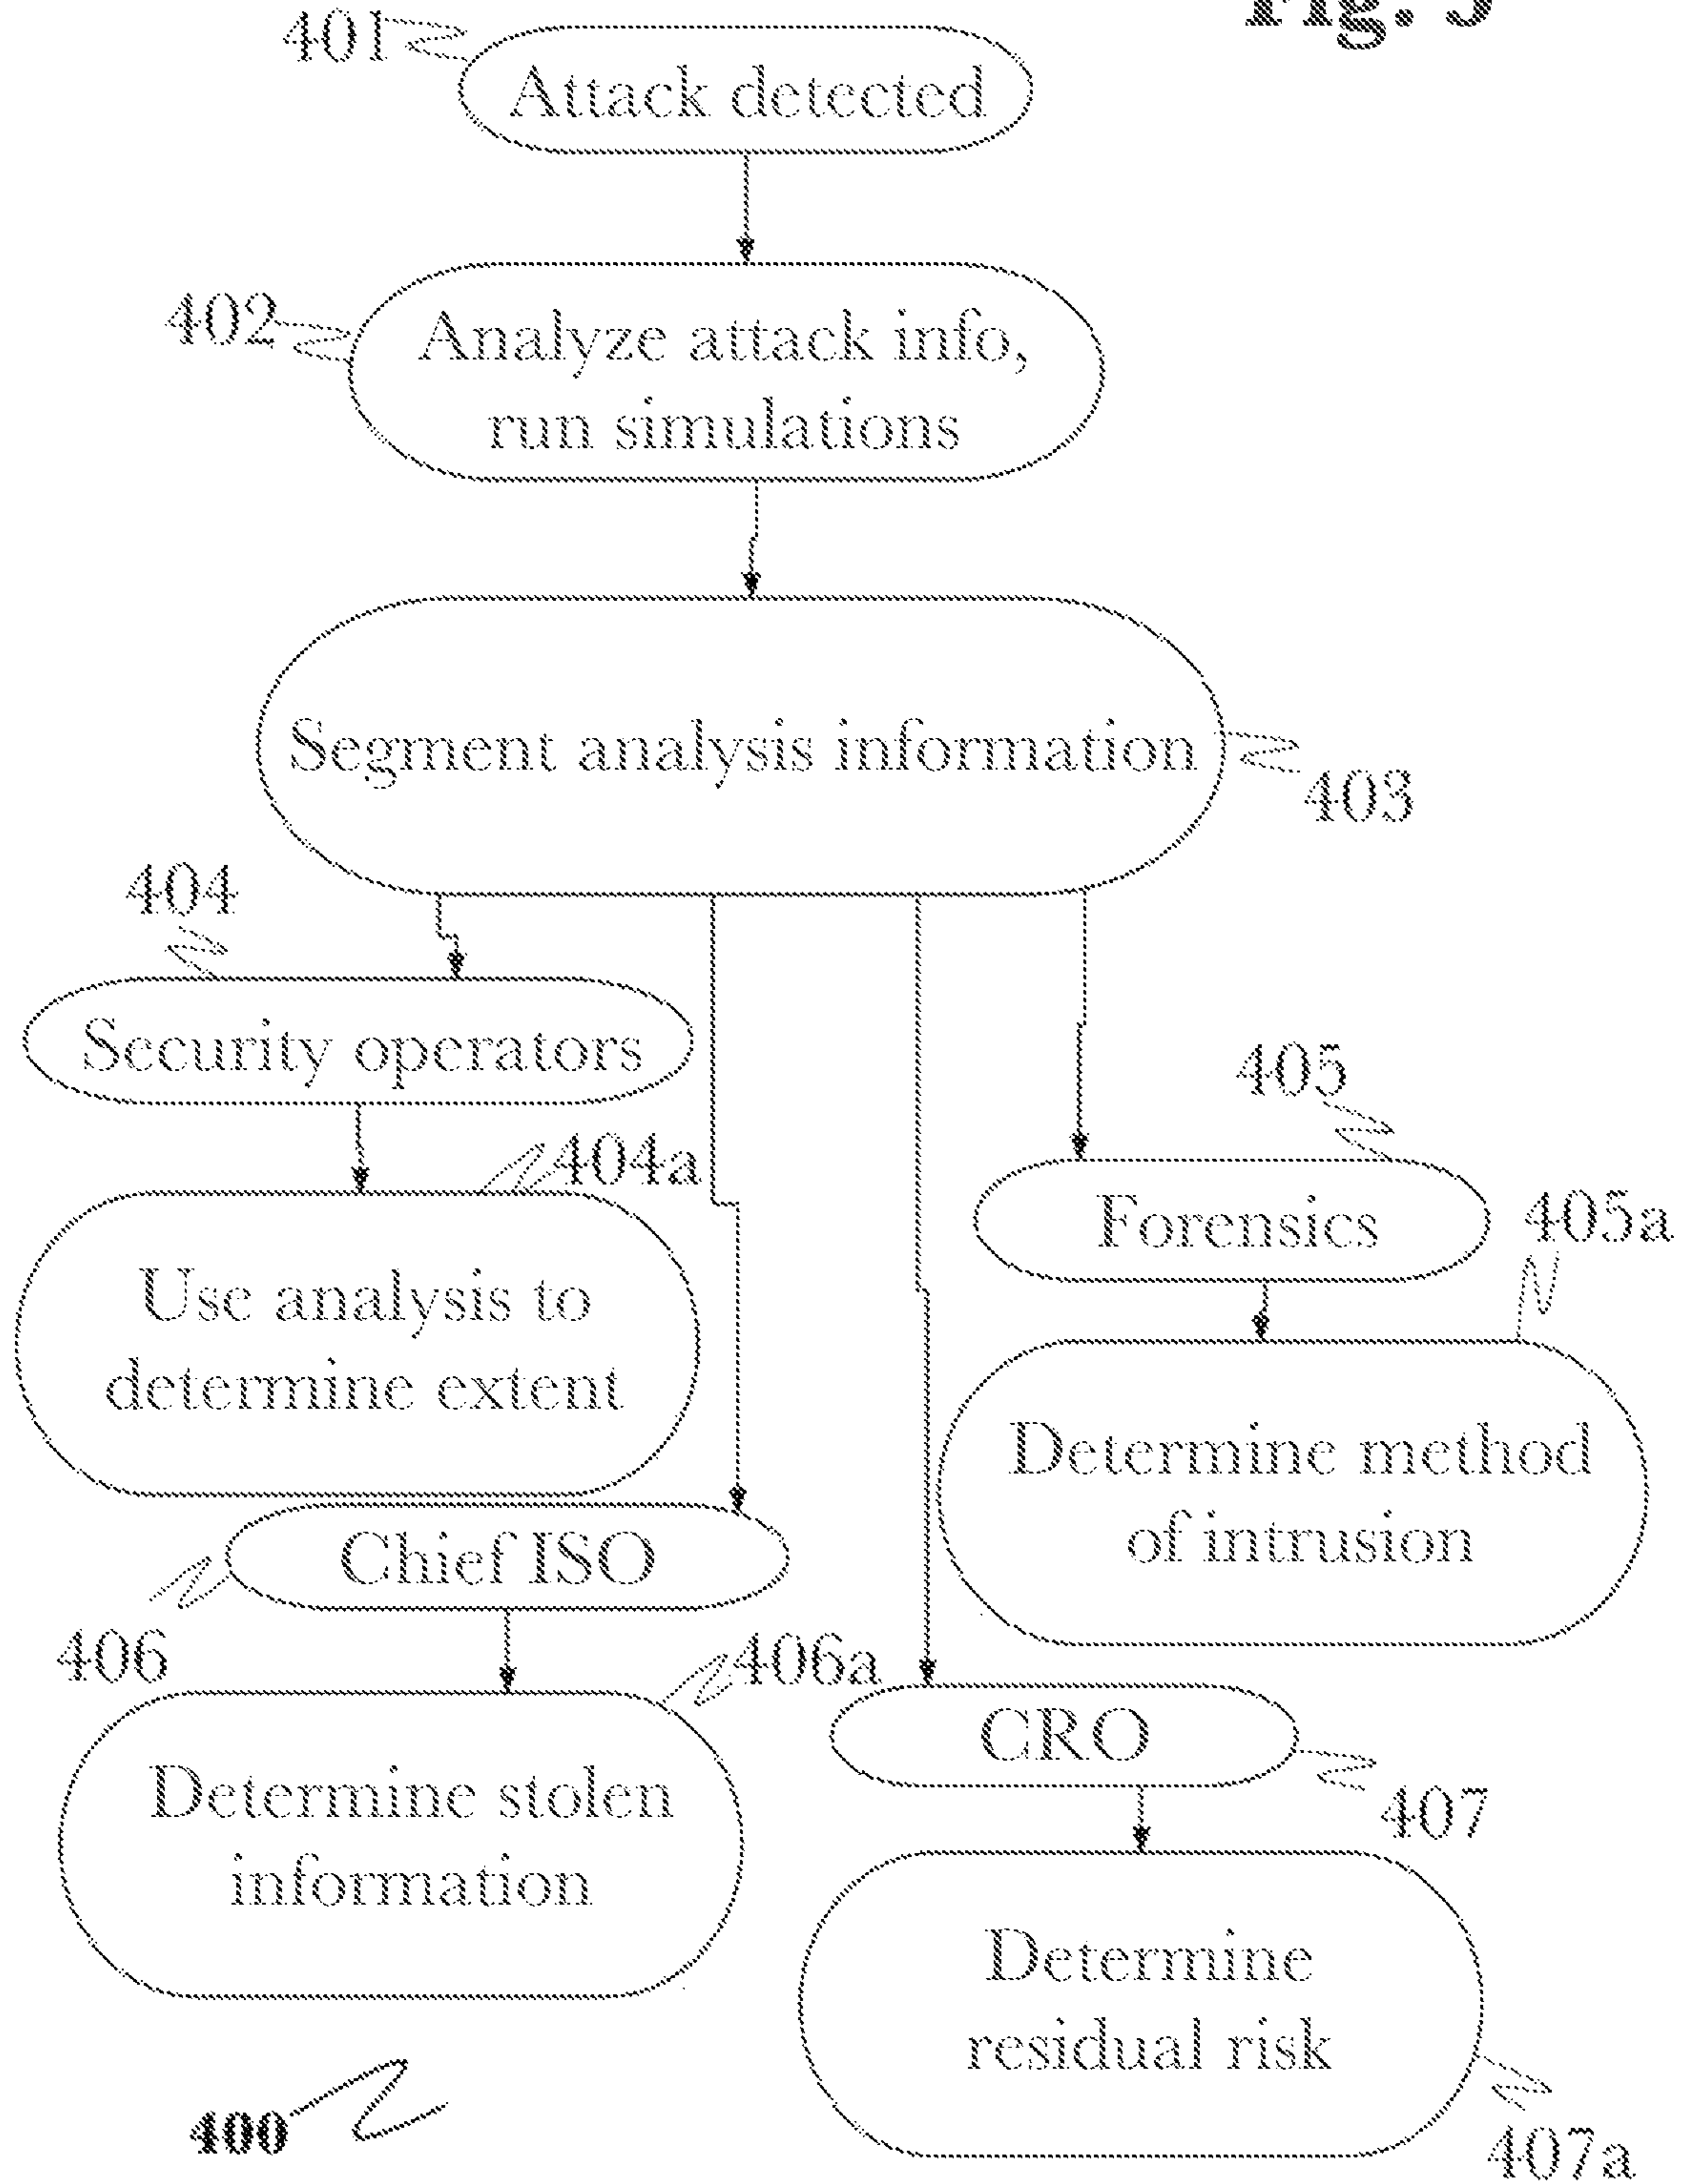 Fig. 5
401
Attack detected
402
Analyze attack info,
run simulations
Segment analysis information
403
404
Security operators
404a
Use analysis to
determine extent
405
Forensics
405a
Determine method
of intrusion
Chief ISO
406
406a
Determine stolen
information
CRO
407
Determine
residual risk
407a
400